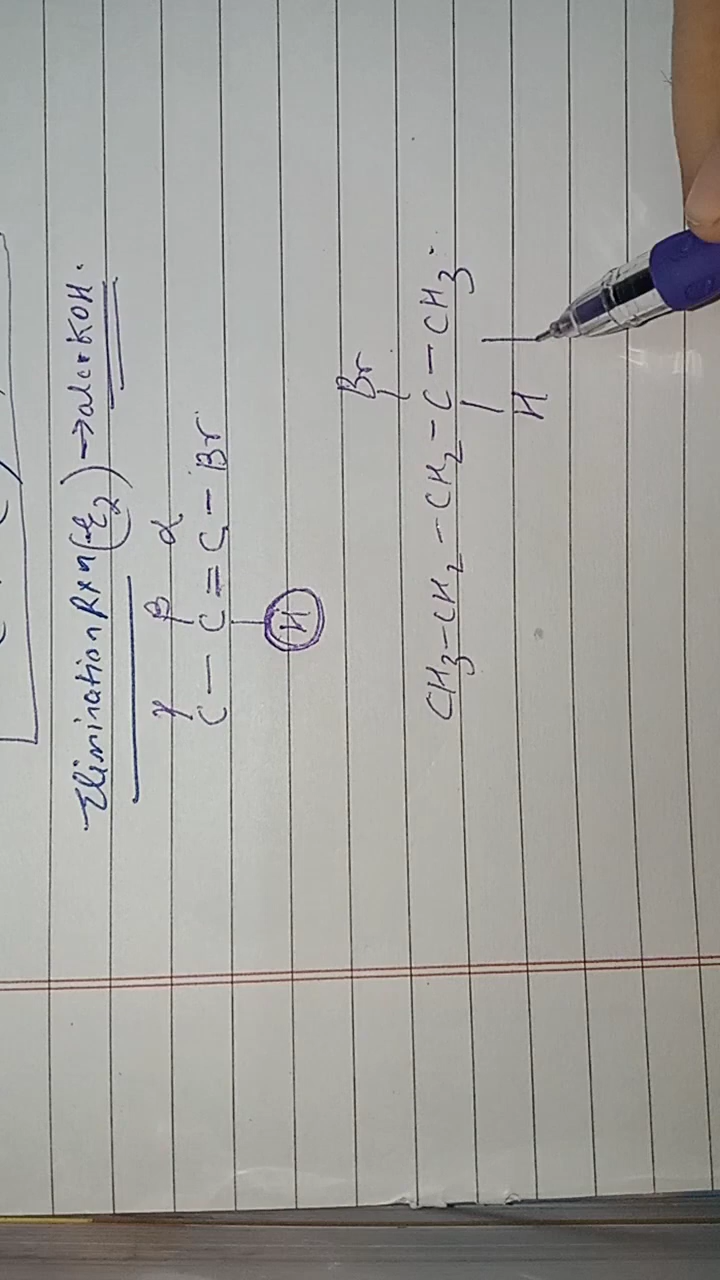 Elimination Rxn (E2) → alc. KOH.
γ β α
C – C = C – Br
H
Br
CH3–CH2–CH2–C–CH3
H